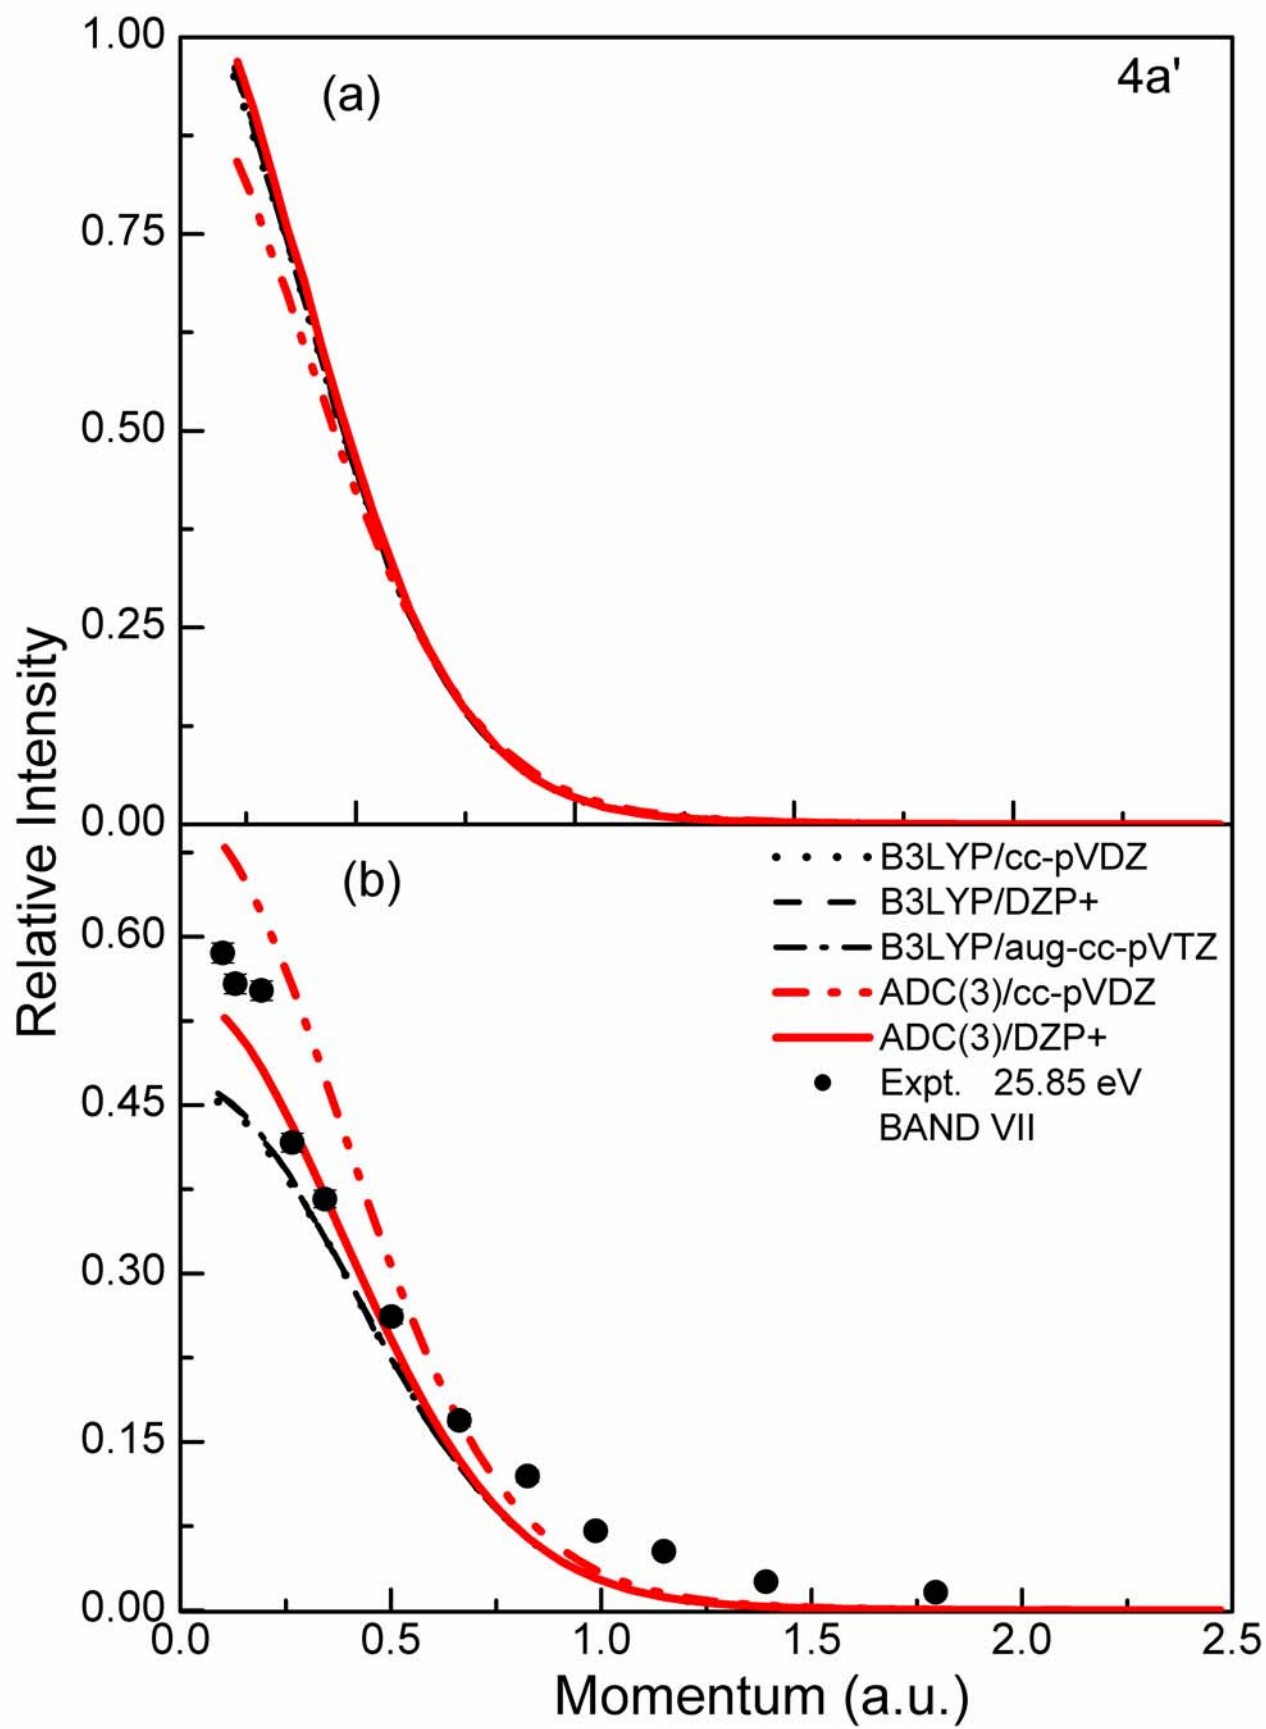 1.00
(a)
4a'
0.75
0.50
0.25
0.00
Relative Intensity
(b)
B3LYP/cc-pVDZ
B3LYP/DZP+
B3LYP/aug-cc-pVTZ
ADC(3)/cc-pVDZ
ADC(3)/DZP+
Expt. 25.85 eV
BAND VII
0.60
0.45
0.30
0.15
0.00
0.0 0.5 1.0 1.5 2.0 2.5
Momentum (a.u.)